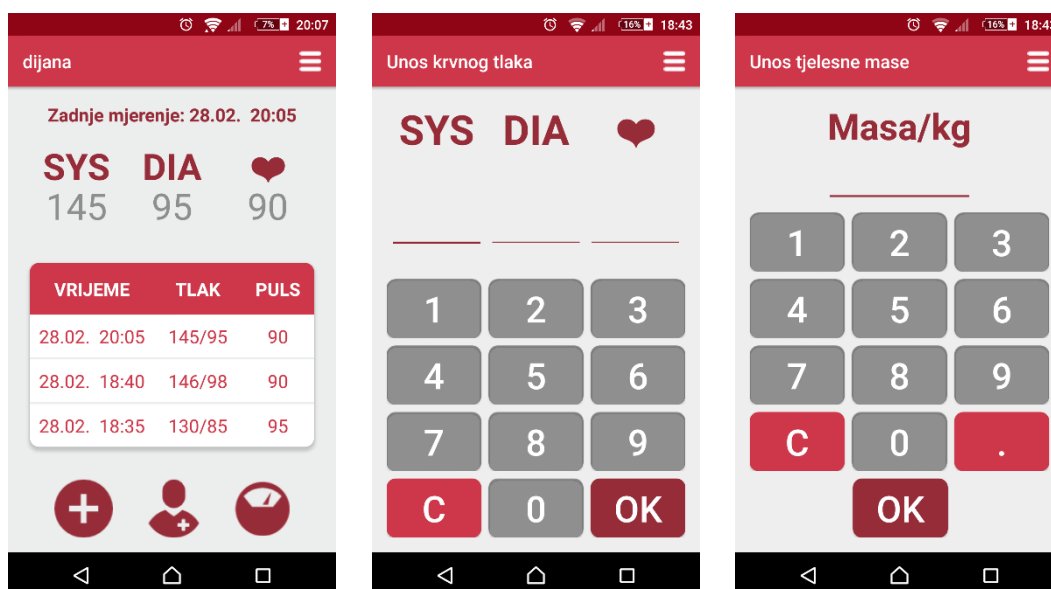 7% 20:07
dijana
Zadnje mjerenje: 28.02. 20:05
SYS DIA
145 95 90
VRIJEME TLAK PULS
28.02. 20:05 145/95 90
28.02. 18:40 146/98 90
28.02. 18:35 130/85 95
16% 18:43
Unos krvnog tlaka
SYS DIA
1 2 3
4 5 6
7 8 9
C 0 OK
16% 18:43
Unos tjelesne mase
Masa/kg
1 2 3
4 5 6
7 8 9
C 0 .
OK